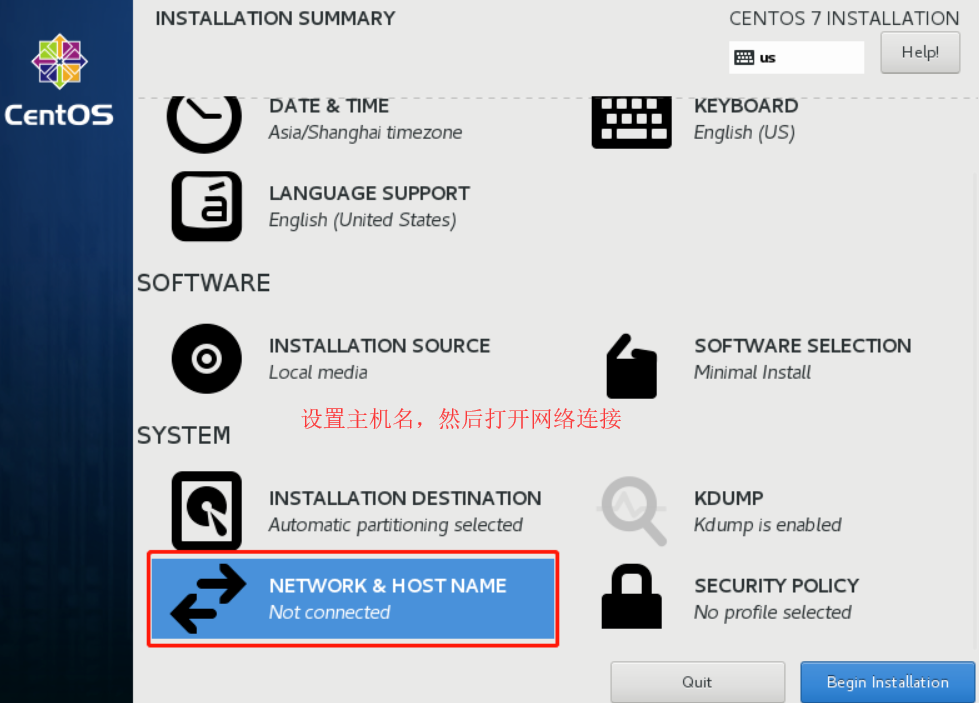 INSTALLATION SUMMARY
CENTOS 7 INSTALLATION
us
Help!
CentOS
DATE & TIME
Asia/Shanghai timezone
KEYBOARD
English (US)
á
LANGUAGE SUPPORT
English (United States)
SOFTWARE
INSTALLATION SOURCE
Local media
SOFTWARE SELECTION
Minimal Install
设置主机名，然后打开网络连接
SYSTEM
INSTALLATION DESTINATION
Automatic partitioning selected
KDUMP
Kdump is enabled
NETWORK & HOST NAME
Not connected
SECURITY POLICY
No profile selected
Quit
Begin Installation